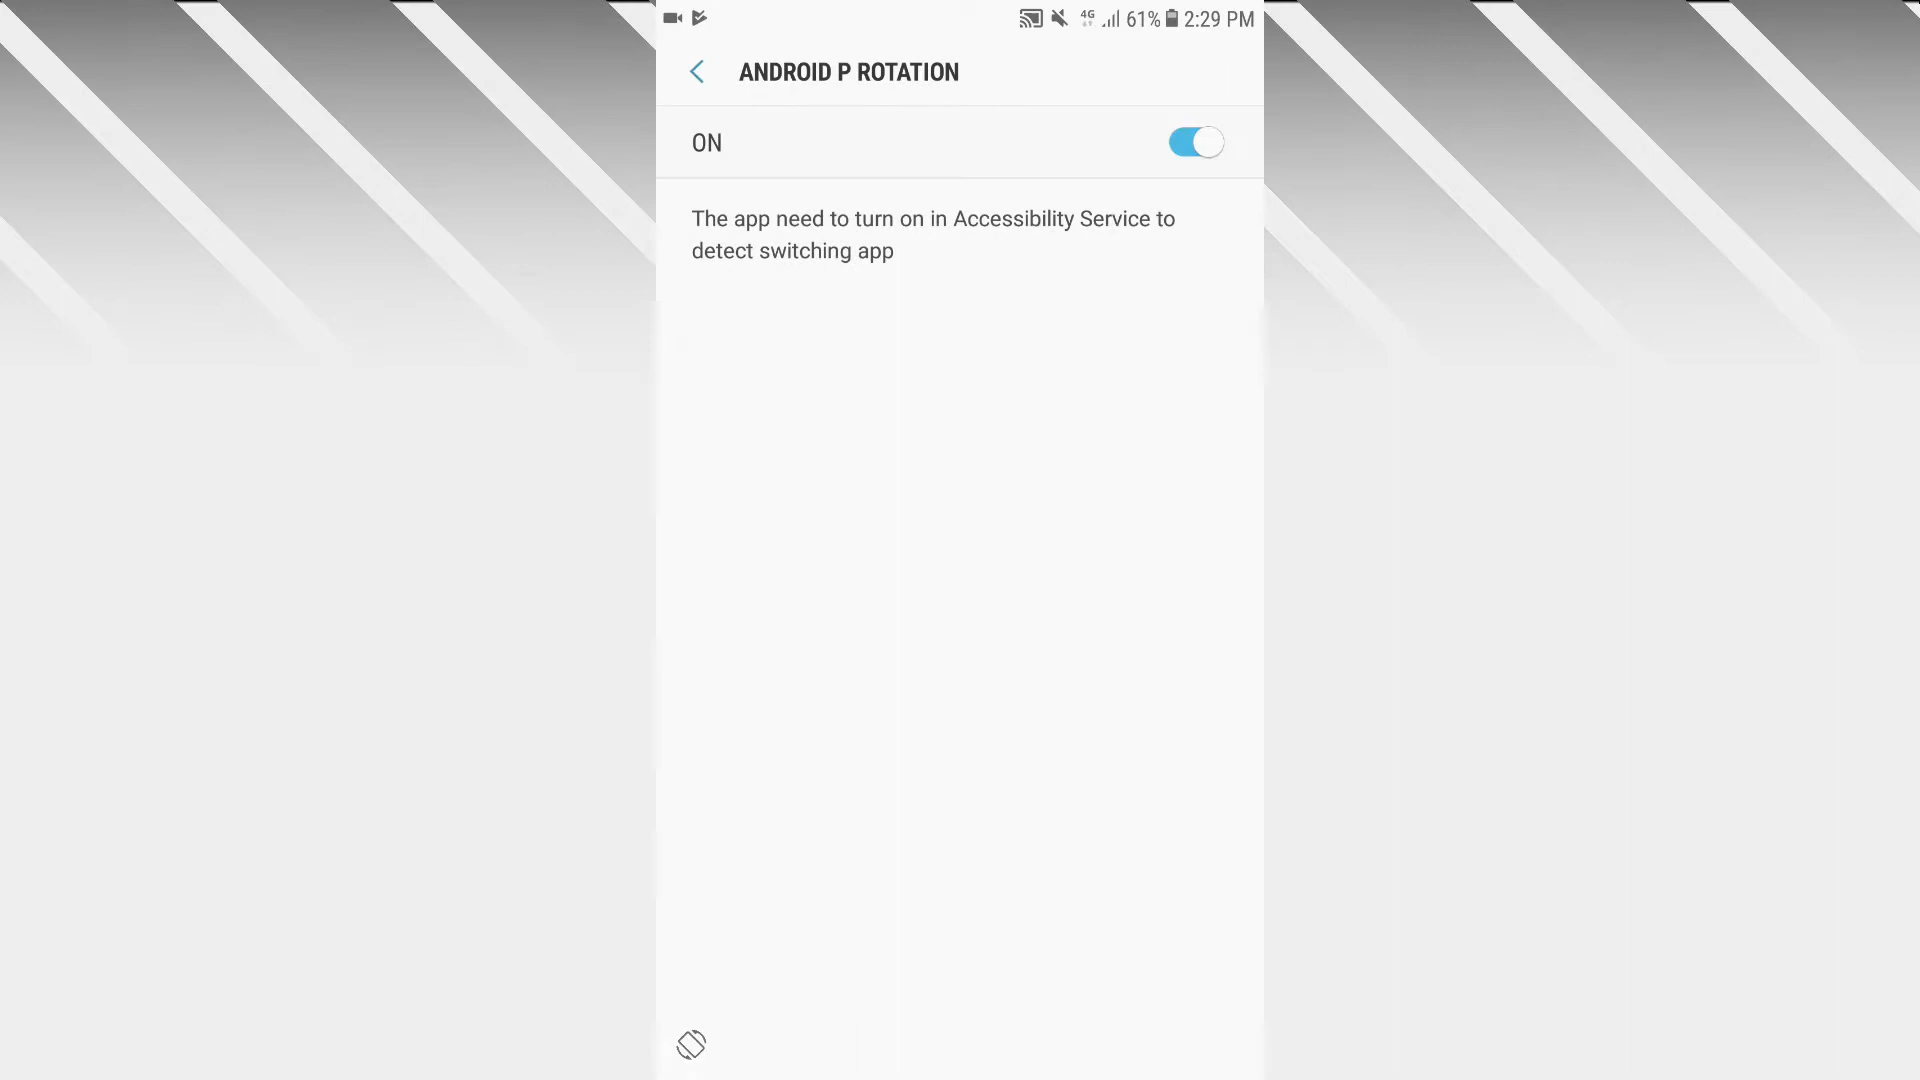 4G 61% 2:29 PM
ANDROID P ROTATION
ON
The app need to turn on in Accessibility Service to
detect switching app